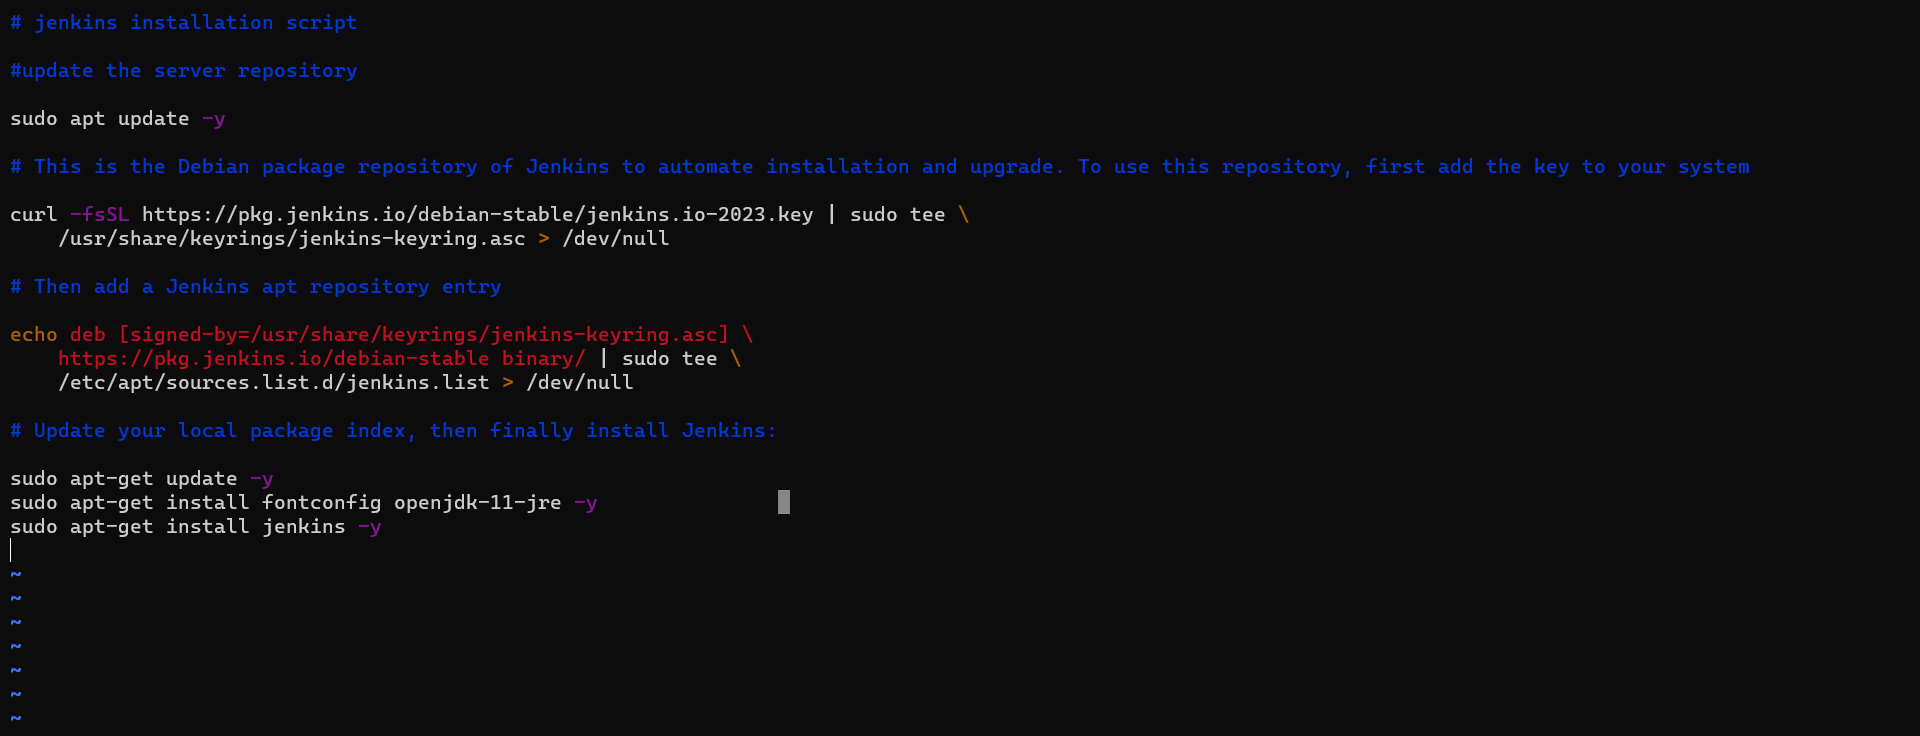 # jenkins installation script
#update the server repository
sudo apt update -y
# This is the Debian package repository of Jenkins to automate installation and upgrade. To use this repository, first add the key to your system
curl -fsSL https://pkg.jenkins.io/debian-stable/jenkins.io-2023.key | sudo tee \
    /usr/share/keyrings/jenkins-keyring.asc > /dev/null
# Then add a Jenkins apt repository entry
echo deb [signed-by=/usr/share/keyrings/jenkins-keyring.asc] \
    https://pkg.jenkins.io/debian-stable binary/ | sudo tee \
    /etc/apt/sources.list.d/jenkins.list > /dev/null
# Update your local package index, then finally install Jenkins:
sudo apt-get update -y
sudo apt-get install fontconfig openjdk-11-jre -y
sudo apt-get install jenkins -y
~
~
~
~
~
~
~